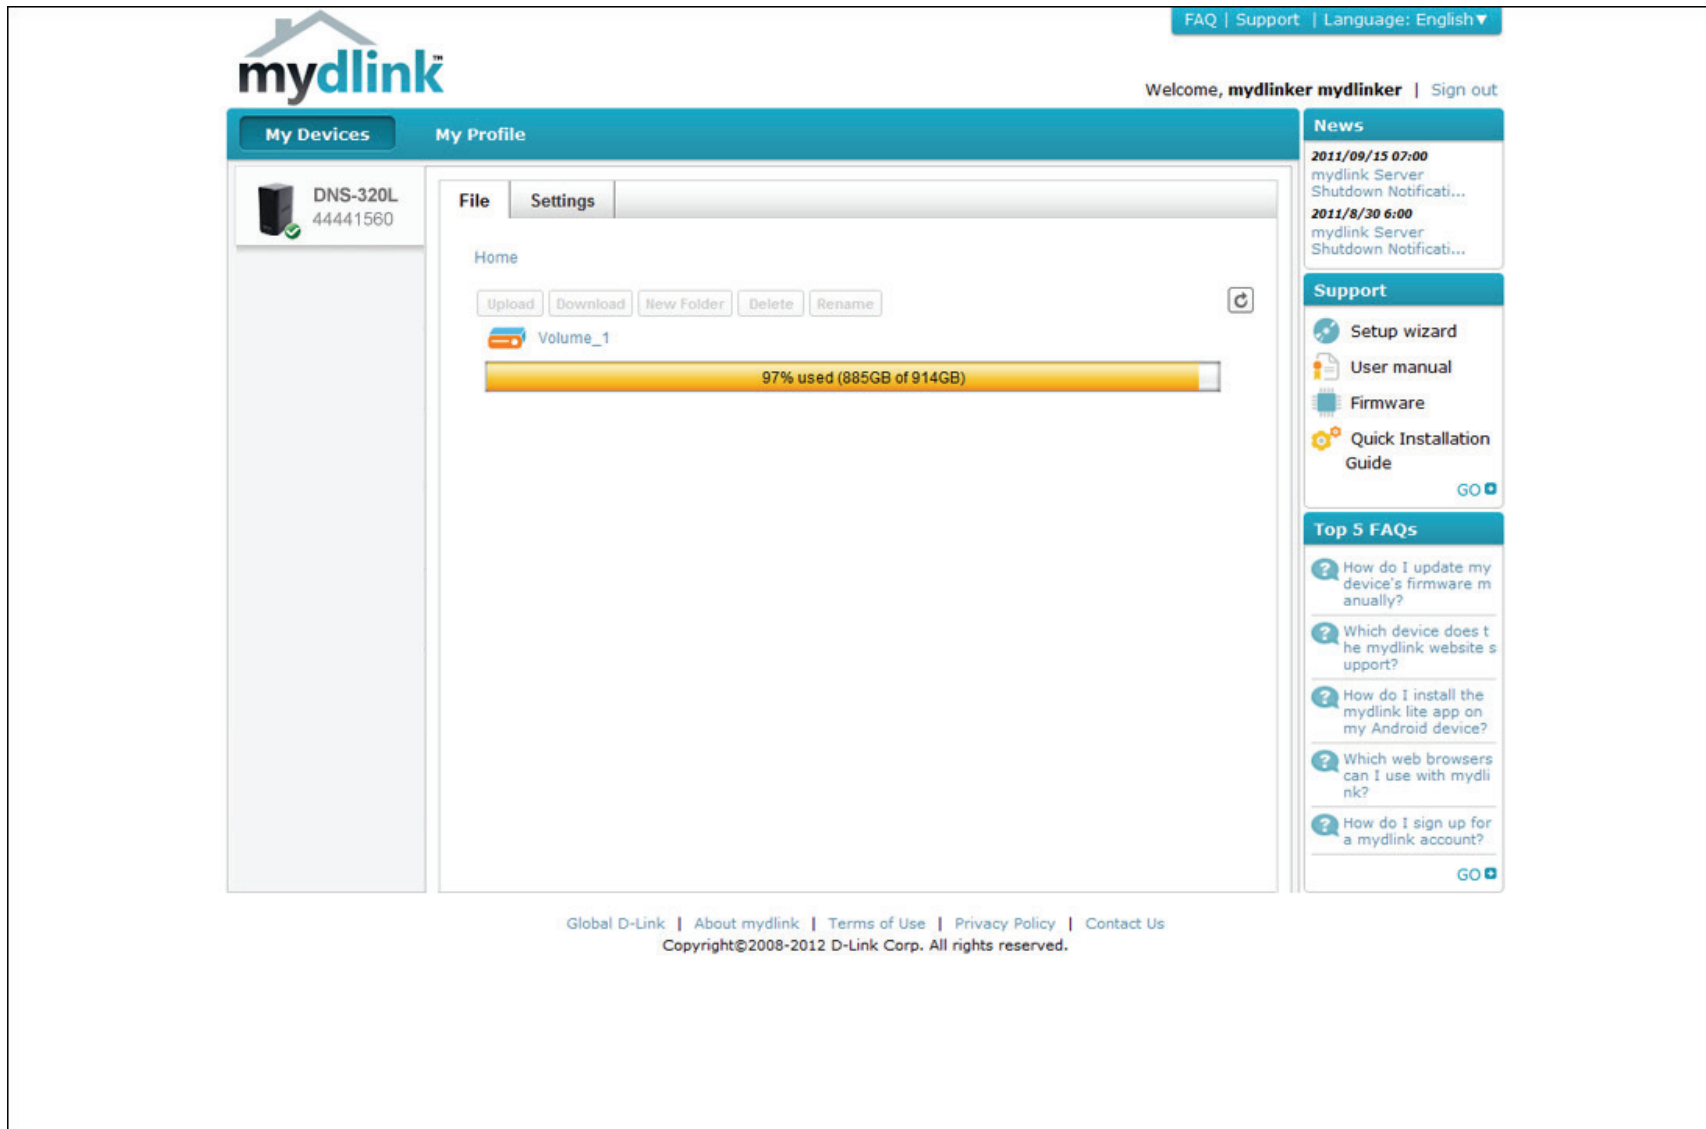 FAQ | Support | Language: English▼
mydlink™
Welcome, mydlinker mydlinker | Sign out
My Devices
My Profile
DNS-320L
44441560
File
Settings
Home
Upload
Download
New Folder
Delete
Rename
Volume_1
97% used (885GB of 914GB)
News
2011/09/15 07:00
mydlink Server
Shutdown Notificati...
2011/8/30 6:00
mydlink Server
Shutdown Notificati...
Support
Setup wizard
User manual
Firmware
Quick Installation
Guide
GO
Top 5 FAQs
How do I update my
device's firmware m
anually?
Which device does t
he mydlink website s
upport?
How do I install the
mydlink lite app on
my Android device?
Which web browsers
can I use with mydli
nk?
How do I sign up for
a mydlink account?
GO
Global D-Link | About mydlink | Terms of Use | Privacy Policy | Contact Us
Copyright©2008-2012 D-Link Corp. All rights reserved.